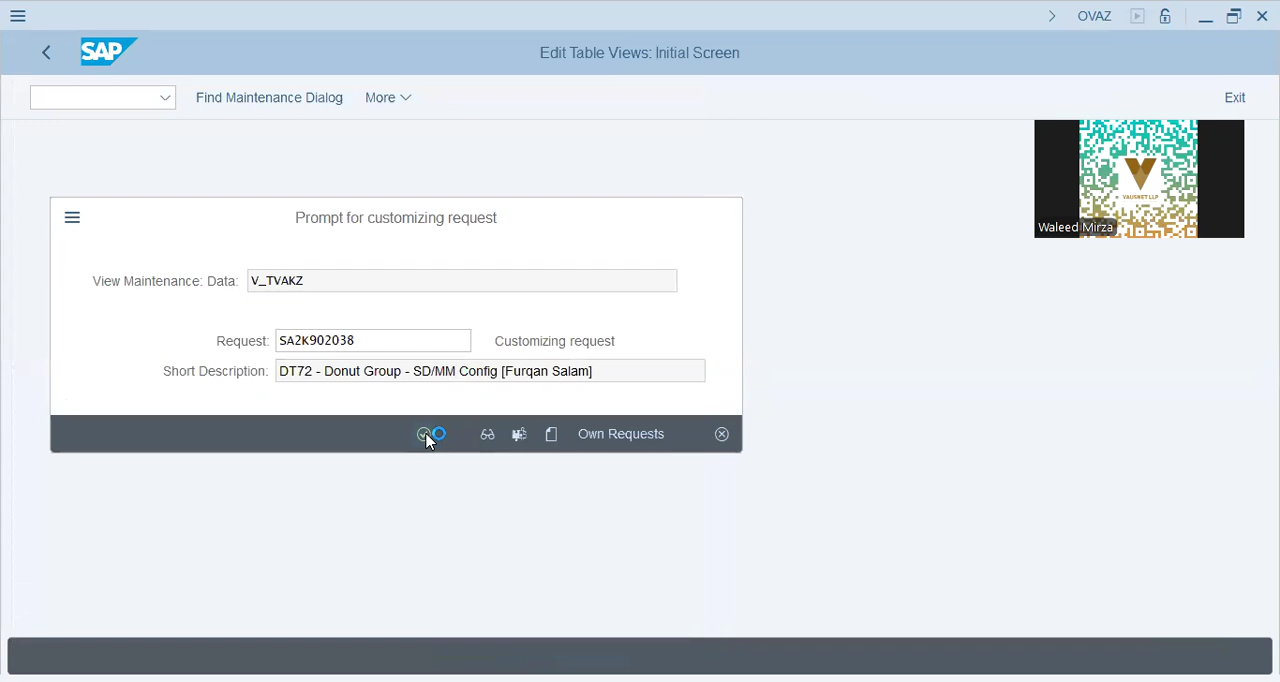 OVAZ
SAP
Edit Table Views: Initial Screen
Find Maintenance Dialog
More
Exit
Prompt for customizing request
VAUSNET LLP
Waleed Mirza
View Maintenance: Data: V_TVAKZ
Request: SA2K902038 Customizing request
Short Description: DT72 - Donut Group - SD/MM Config [Furqan Salam]
Own Requests